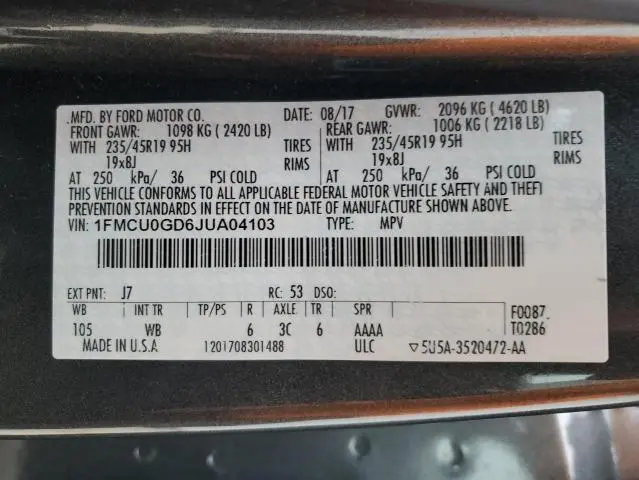 .MFD. BY FORD MOTOR CO. DATE: 08/17 GVWR: 2096 KG ( 4620 LB)
FRONT GAWR: 1098 KG ( 2420 LB) REAR GAWR: 1006 KG ( 2218 LB)
WITH 235/45R19 95H TIRES WITH 235/45R19 95H TIRES
19x8J RIMS 19x8J RIMS
AT 250 kPa/ 36 PSI COLD AT 250 kPa/ 36 PSI COLD
THIS VEHICLE CONFORMS TO ALL APPLICABLE FEDERAL MOTOR VEHICLE SAFETY AND THEFT
PREVENTION STANDARDS IN EFFECT ON THE DATE OF MANUFACTURE SHOWN ABOVE.
VIN: 1FMCU0GD6JUA04103 TYPE: MPV
EXT PNT: J7 RC: 53 DSO:
WB INT TR TP/PS R AXLE TR SPR F0087
105 WB 6 3C 6 AAAA T0286
MADE IN U.S.A. 1201708301488 ULC ▽5U5A-3520472-AA